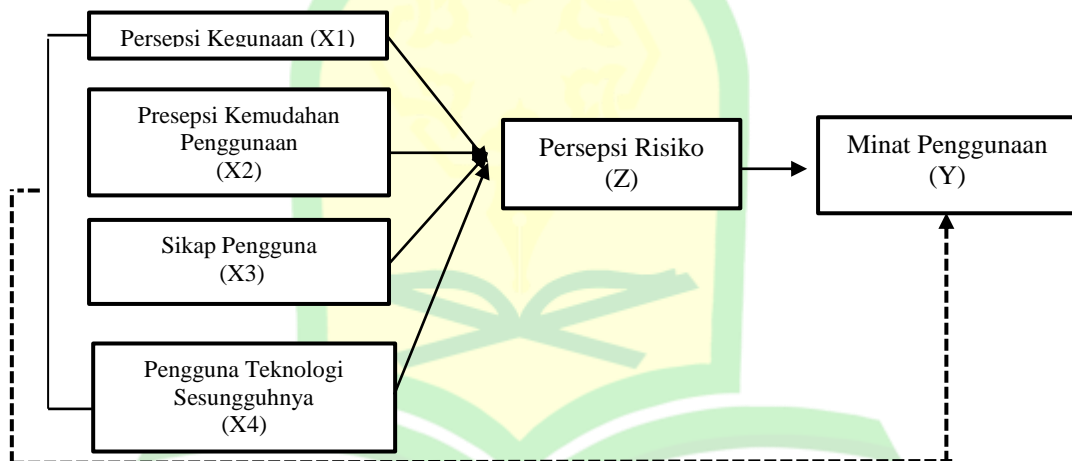 Persepsi Kegunaan (X1)
Presepsi Kemudahan
Penggunaan
(X2)
Sikap Pengguna
(X3)
Pengguna Teknologi
Sesungguhnya
(X4)
Persepsi Risiko
(Z)
Minat Penggunaan
(Y)